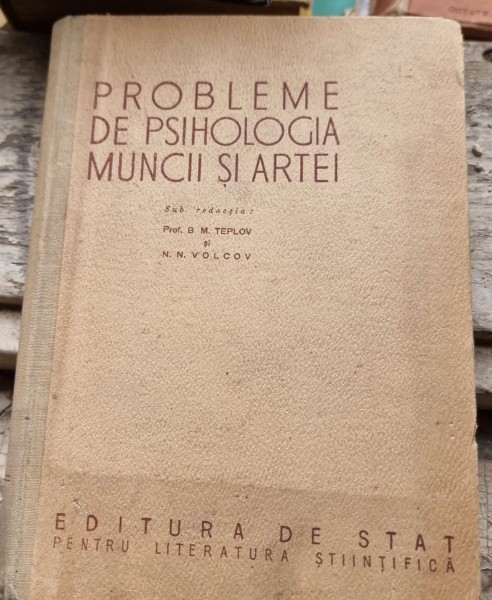 PROBLEME
DE PSIHOLOGIA
MUNCII ȘI ARTEI
Sub redacția:
Prof. B. M. TEPLOV
și
N. N. VOLCOV
EDITURA DE STAT
PENTRU LITERATURA ȘTIINȚIFICĂ